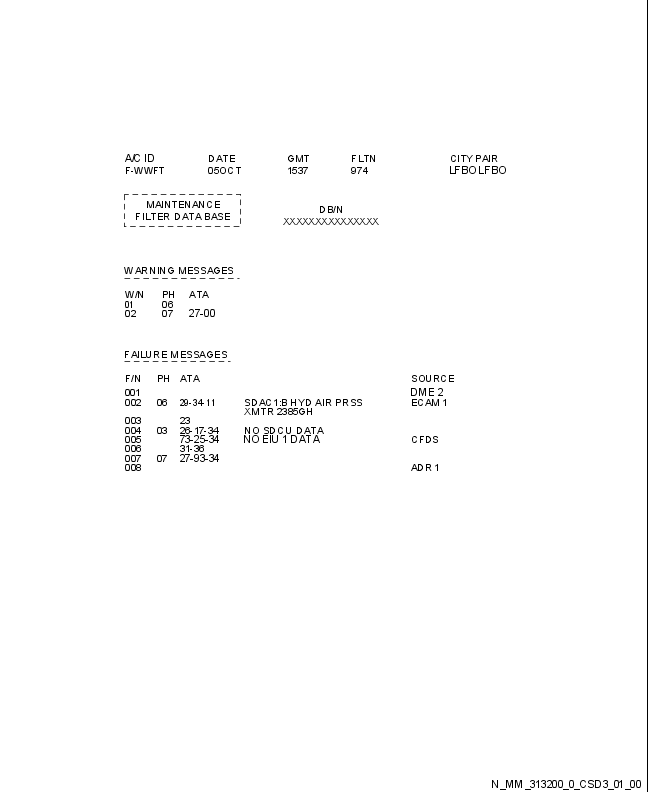 A/C ID DATE GMT FLTN CITY PAIR
F-WWFT 05OCT 1537 974 LFBO LFBO
MAINTENANCE
FILTER DATA BASE
DB/N
XXXXXXXXXXXXXXX
WARNING MESSAGES
W/N PH ATA
01 06
02 07 27-00
FAILURE MESSAGES
F/N PH ATA SOURCE
001 DME 2
002 06 29-34-11 SDAC1:B HYD AIR PRSS ECAM 1
XMTR 2385GH
003 23
004 03 26-17-34 NO SDCU DATA
005 73-25-34 NO EIU 1 DATA CFDS
006 31-36
007 07 27-93-34
008 ADR 1
N_MM_313200_0_CSD3_01_00